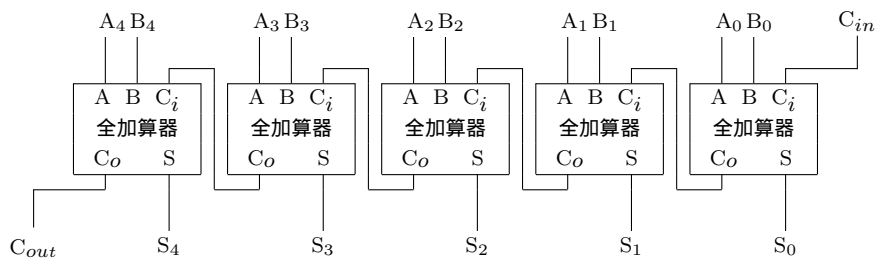 A4 B4 A3 B3 A2 B2 A1 B1 A0 B0 Cin
A B Ci A B Ci A B Ci A B Ci A B Ci
全加算器 全加算器 全加算器 全加算器 全加算器
Co S Co S Co S Co S Co S
Cout S4 S3 S2 S1 S0